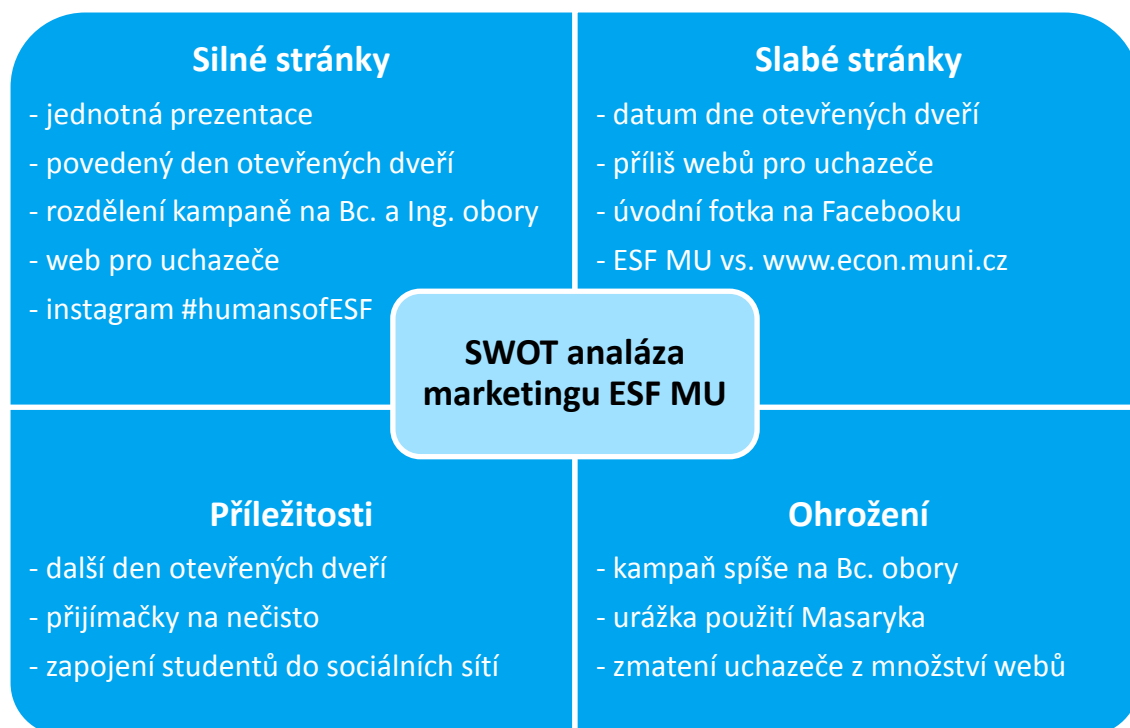 Silné stránky
- jednotná prezentace
- povedený den otevřených dveří
- rozdělení kampaně na Bc. a Ing. obory
- web pro uchazeče
- instagram #humansofESF
Slabé stránky
- datum dne otevřených dveří
- příliš webů pro uchazeče
- úvodní fotka na Facebooku
- ESF MU vs. www.econ.muni.cz
SWOT analáza
marketingu ESF MU
Příležitosti
- další den otevřených dveří
- přijímačky na nečisto
- zapojení studentů do sociálních sítí
Ohrožení
- kampaň spíše na Bc. obory
- urážka použití Masaryka
- zmatení uchazeče z množství webů